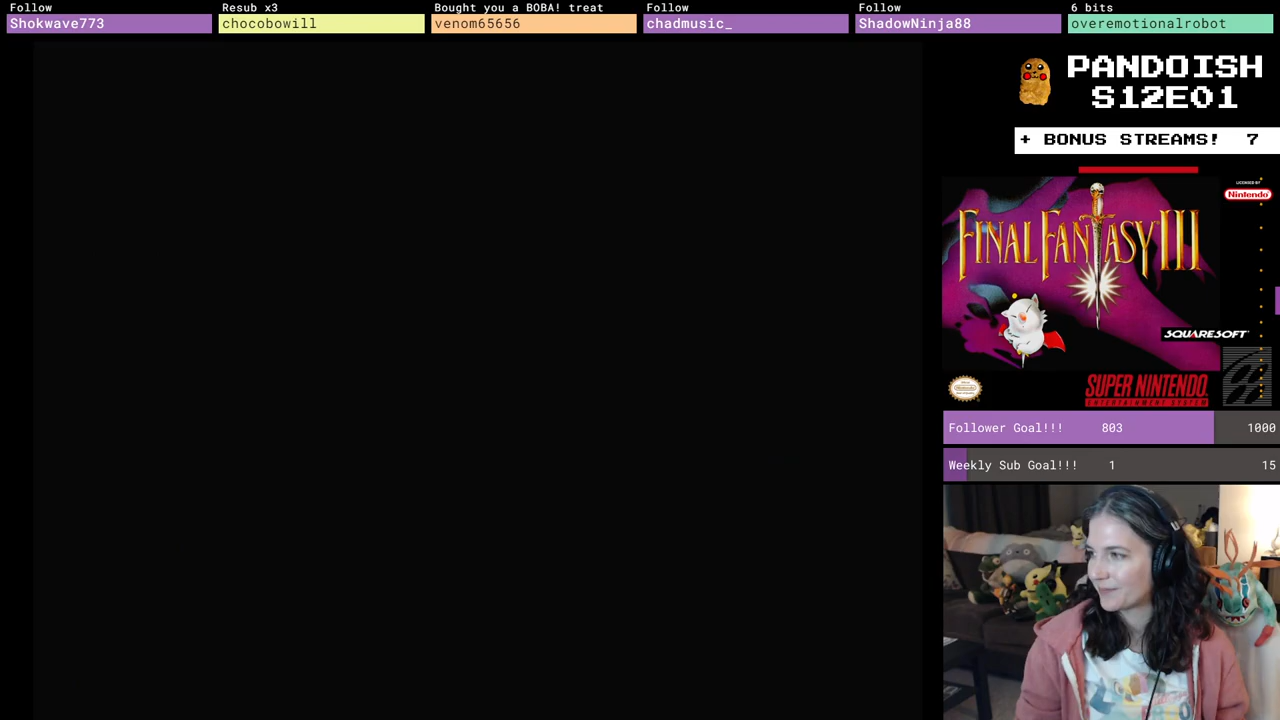 Follow
Shokwave773
Resub x3
chocobowill
Bought you a BOBA! treat
venom65656
Follow
chadmusic_
Follow
ShadowNinja88
6 bits
overemotionalrobot
PANDOISH
S12E01
+ BONUS STREAMS! 7
LICENSED BY
Nintendo
FINAL FANTASY III
SQUARESOFT
SUPER NINTENDO
ENTERTAINMENT SYSTEM
Follower Goal!!! 803 1000
Weekly Sub Goal!!! 1 15